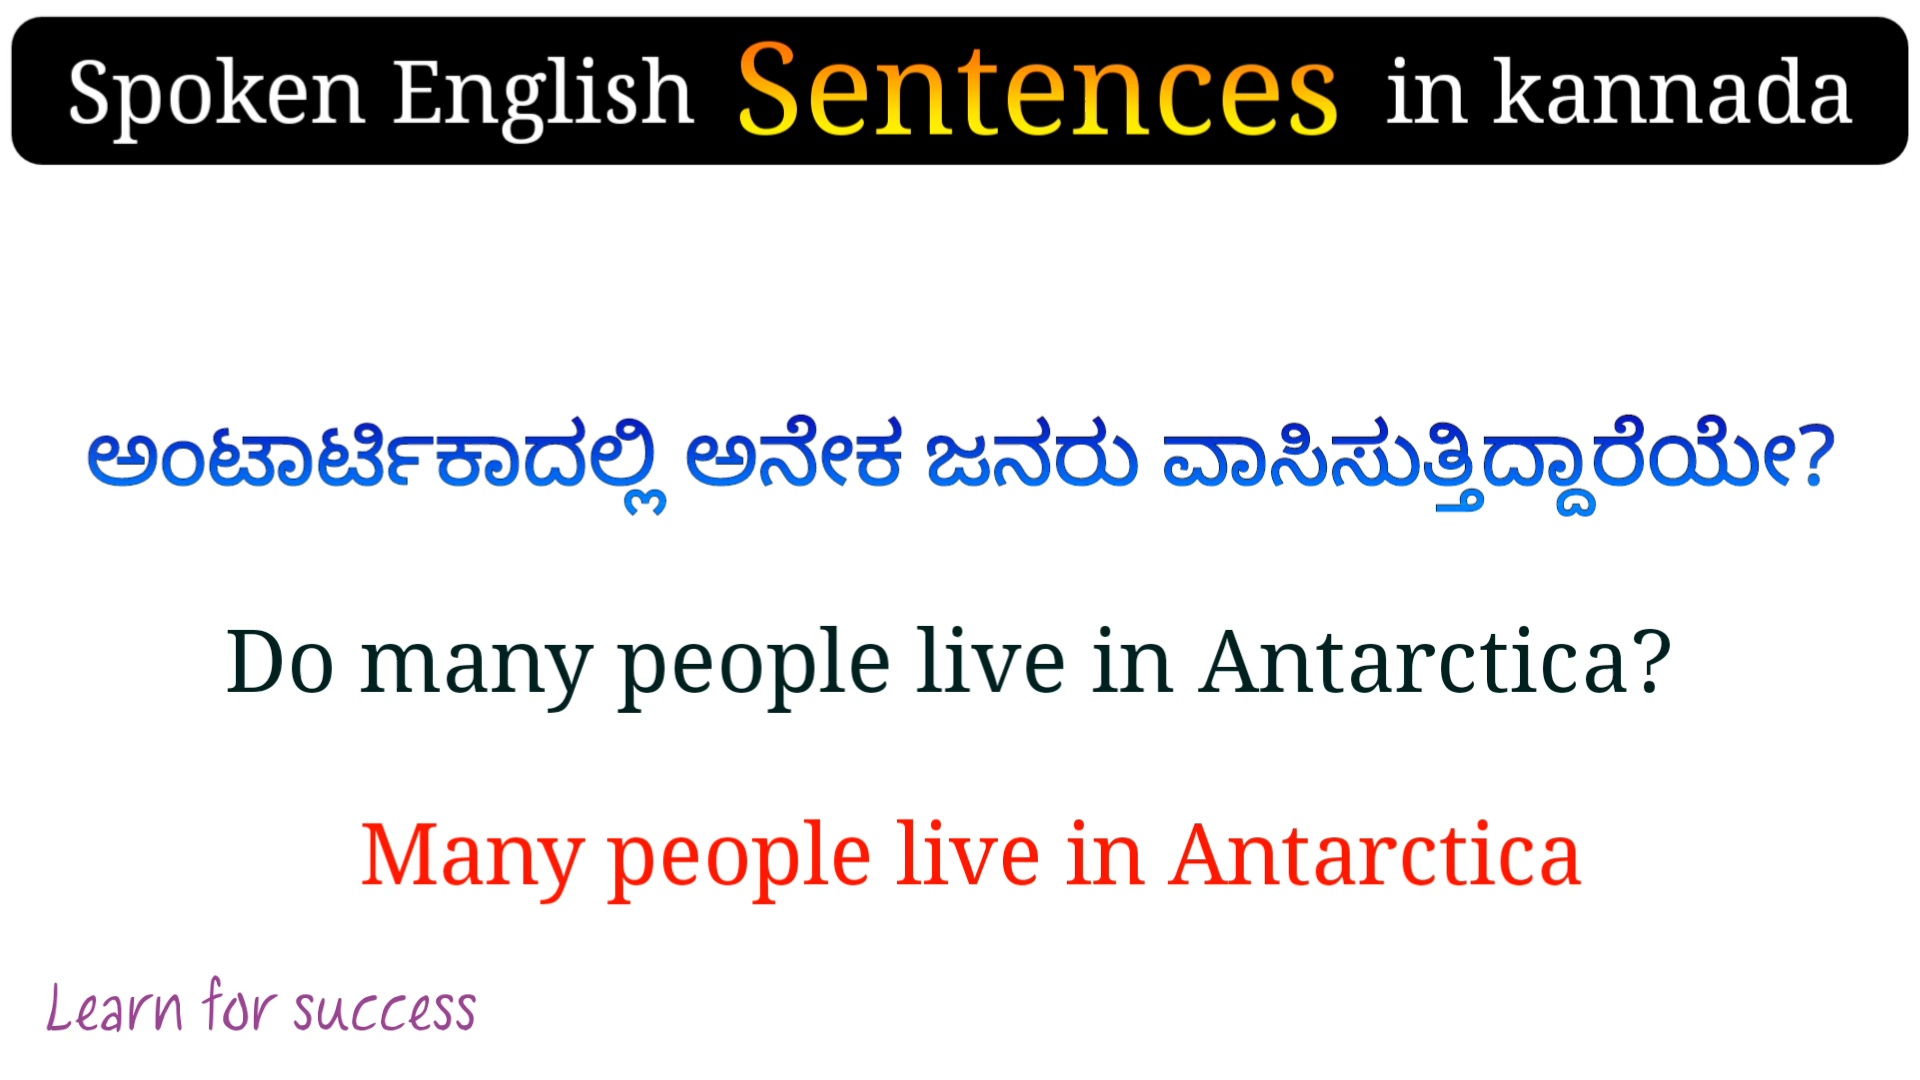 Spoken English Sentences in kannada
ಅಂಟಾರ್ಟಿಕಾದಲ್ಲಿ ಅನೇಕ ಜನರು ವಾಸಿಸುತ್ತಿದ್ದಾರೆಯೇ?
Do many people live in Antarctica?
Many people live in Antarctica
Learn for success